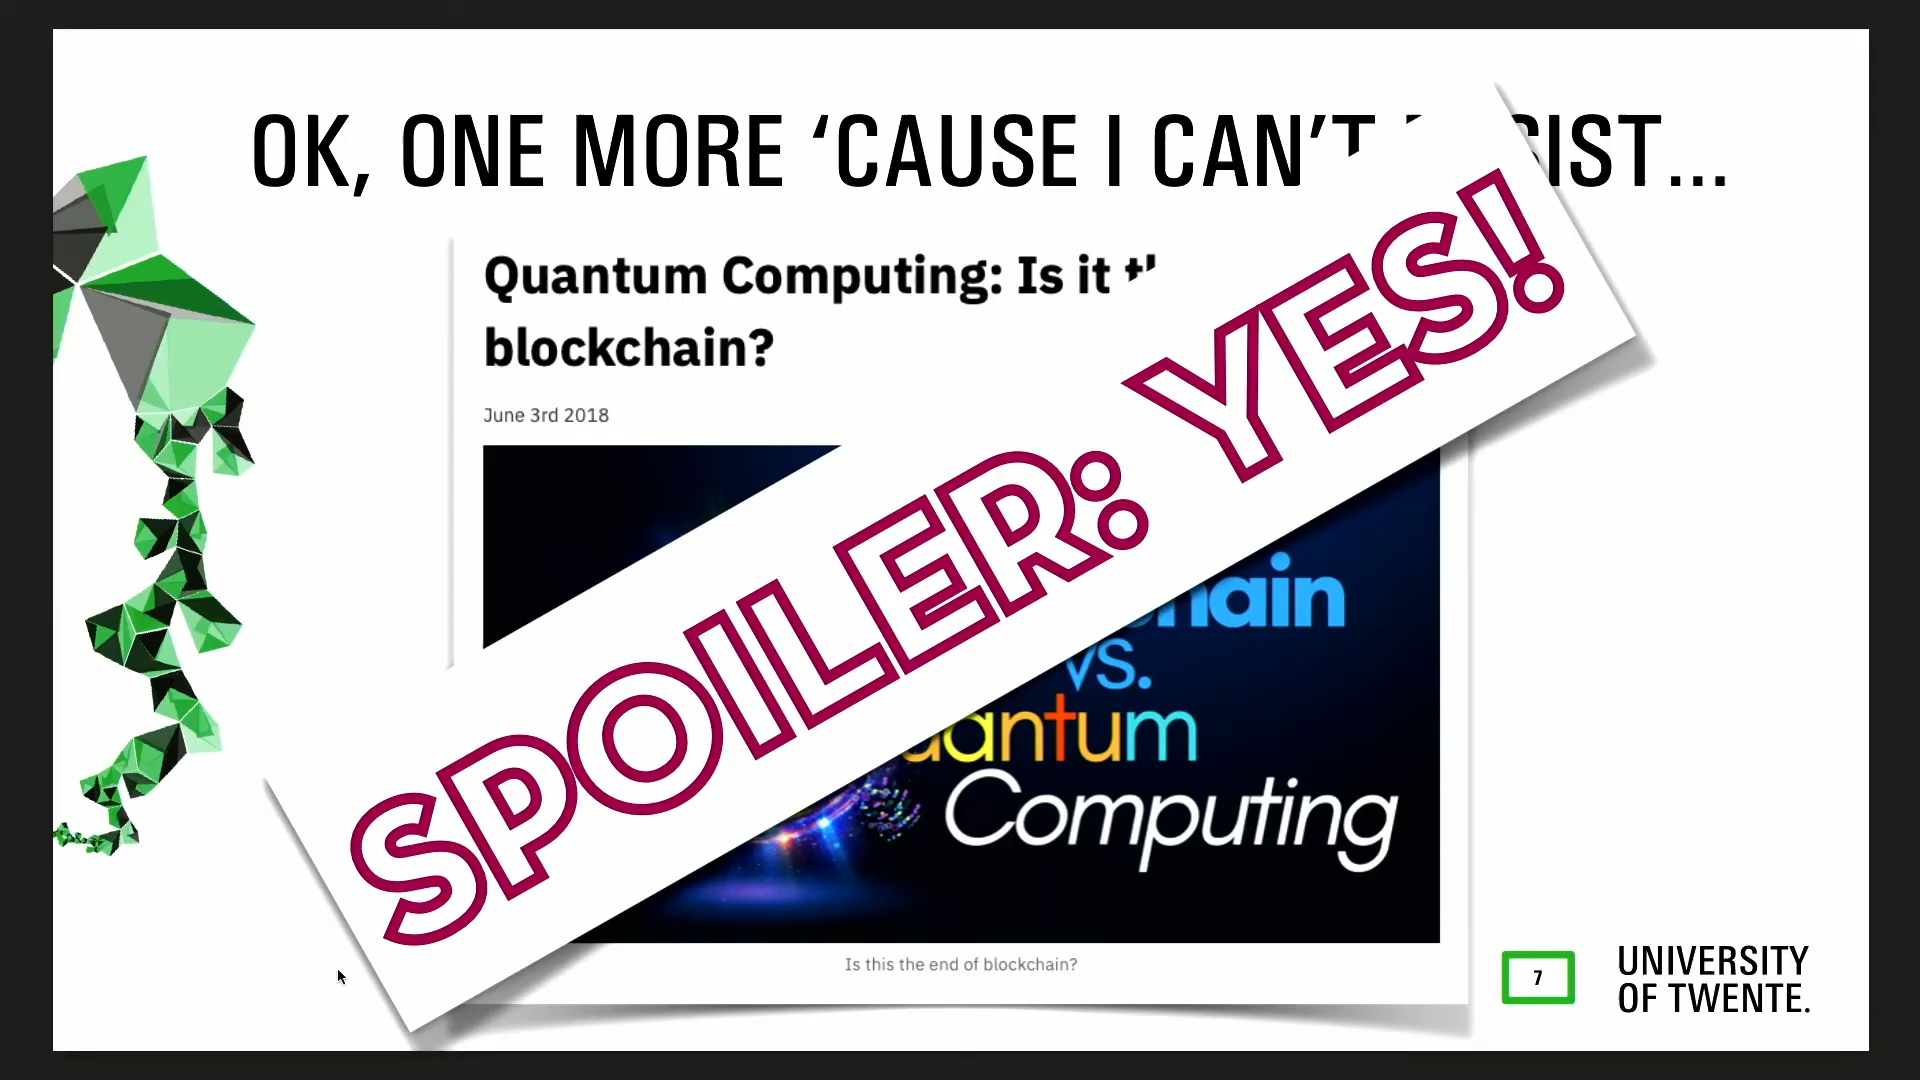 OK, ONE MORE ‘CAUSE I CAN’T
Quantum Computing: Is it
blockchain?
June 3rd 2018
SPOILER: YES!
vs.
Computing
Is this the end of blockchain?
7
UNIVERSITY
OF TWENTE.